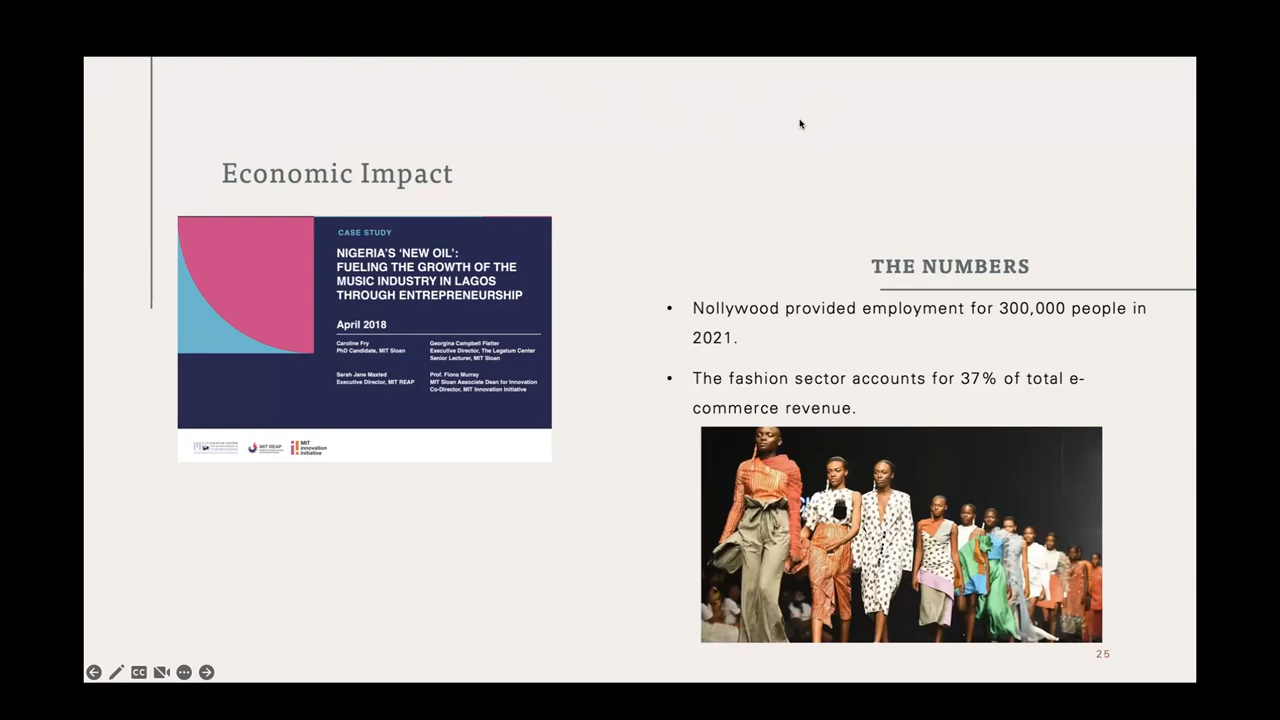 Economic Impact
CASE STUDY
NIGERIA'S 'NEW OIL':
FUELING THE GROWTH OF THE
MUSIC INDUSTRY IN LAGOS
THROUGH ENTREPRENEURSHIP
April 2018
Caroline Fry
PhD Candidate, MIT Sloan
Georgina Campbell Flatter
Executive Director, The Legatum Center
Senior Lecturer, MIT Sloan
Sarah Jane Maxted
Executive Director, MIT REAP
Prof. Fiona Murray
MIT Sloan Associate Dean for Innovation
Co-Director, MIT Innovation Initiative
MIT REAP
MIT
innovation
initiative
THE NUMBERS
• Nollywood provided employment for 300,000 people in
2021.
• The fashion sector accounts for 37% of total e-
commerce revenue.
25
CC